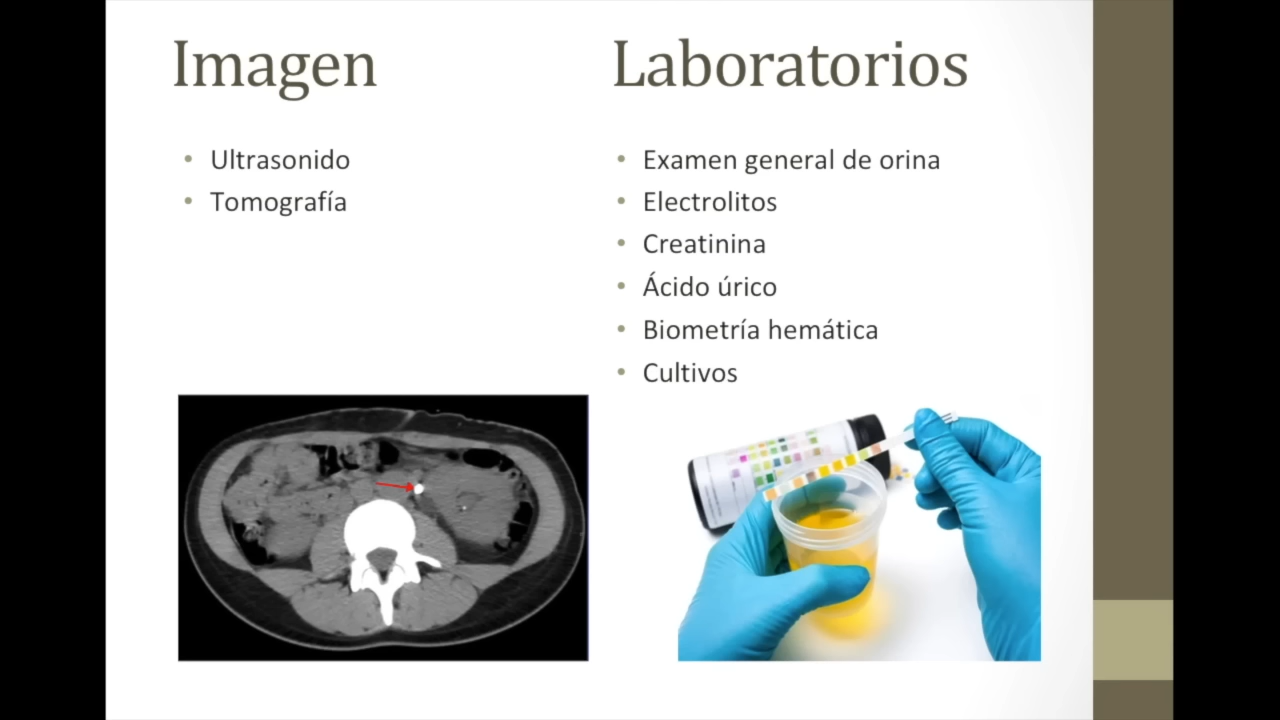 Imagen
Ultrasonido
Tomografía
Laboratorios
Examen general de orina
Electrolitos
Creatinina
Ácido úrico
Biometría hemática
Cultivos